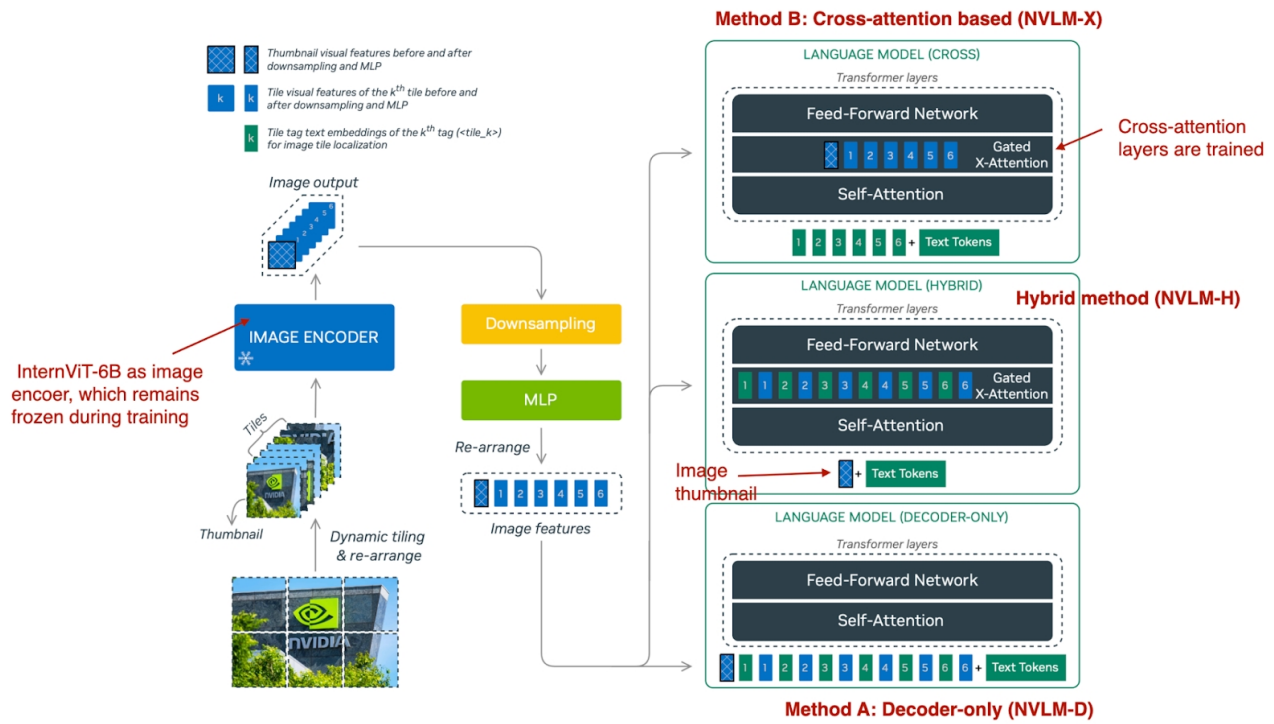 Method B: Cross-attention based (NVLM-X)
Thumbnail visual features before and after
downsampling and MLP
k k Tile visual features of the kth tile before and
after downsampling and MLP
k Tile tag text embeddings of the kth tag (<tile_k>)
for image tile localization
Image output
1 2 3 4 5 6
IMAGE ENCODER
InternViT-6B as image
encoer, which remains
frozen during training
Tiles
Thumbnail
Dynamic tiling
& re-arrange
NVIDIA
Downsampling
MLP
Re-arrange
1 2 3 4 5 6
Image features
LANGUAGE MODEL (CROSS)
Transformer layers
Feed-Forward Network
1 2 3 4 5 6 Gated
X-Attention
Self-Attention
1 2 3 4 5 6 + Text Tokens
Cross-attention
layers are trained
LANGUAGE MODEL (HYBRID)
Hybrid method (NVLM-H)
Transformer layers
Feed-Forward Network
1 1 2 2 3 3 4 4 5 5 6 6 Gated
X-Attention
Self-Attention
Image
thumbnail
+ Text Tokens
LANGUAGE MODEL (DECODER-ONLY)
Transformer layers
Feed-Forward Network
Self-Attention
1 1 2 2 3 3 4 4 5 5 6 6 + Text Tokens
Method A: Decoder-only (NVLM-D)